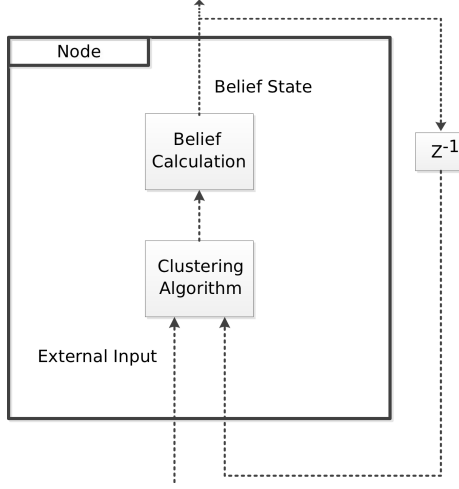 Node
Belief State
Belief
Calculation
Z-1
Clustering
Algorithm
External Input